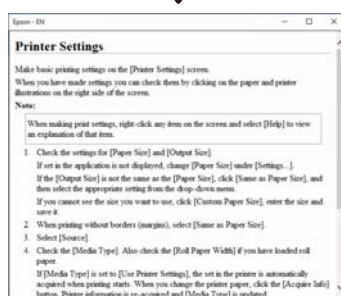 Epson - EN
Printer Settings
Make basic printing settings on the [Printer Settings] screen.
When you have made settings you can check them by clicking on the paper and printer
illustrations on the right side of the screen.
Note:
When making print settings, right-click any item on the screen and select [Help] to view
an explanation of that item.
1. Check the settings for [Paper Size] and [Output Size].
If set in the application is not displayed, change [Paper Size] under [Settings...].
If the [Output Size] is not the same as the [Paper Size], click [Same as Paper Size], and
then select the appropriate setting from the drop-down menu.
If you cannot see the size you want to use, click [Custom Paper Size], enter the size and
save it.
2. When printing without borders (margins), select [Same as Paper Size].
3. Select [Source].
4. Check the [Media Type]. Also check the [Roll Paper Width] if you have loaded roll
paper.
If [Media Type] is set to [Use Printer Settings], the set in the printer is automatically
acquired when printing starts. When you change the printer paper, click the [Acquire Info]
button. Printer information is re-acquired and [Media Type] is updated.